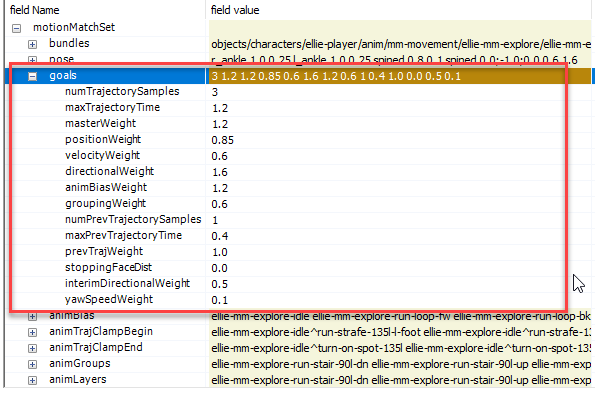 field Name field value
motionMatchSet
bundles objects/characters/ellie-player/anim/mm-movement/ellie-mm-explore/ellie-mm-e
pose r_ankle 1.0 0.25 l_ankle 1.0 0.25 spined 0.8 0.1 spined 0.0:-1.0:0.0 0.6 1.6
goals 3 1.2 1.2 0.85 0.6 1.6 1.2 0.6 1 0.4 1.0 0.0 0.5 0.1
numTrajectorySamples 3
maxTrajectoryTime 1.2
masterWeight 1.2
positionWeight 0.85
velocityWeight 0.6
directionalWeight 1.6
animBiasWeight 1.2
groupingWeight 0.6
numPrevTrajectorySamples 1
maxPrevTrajectoryTime 0.4
prevTrajWeight 1.0
stoppingFaceDist 0.0
interimDirectionalWeight 0.5
yawSpeedWeight 0.1
animBias ellie-mm-explore-idle ellie-mm-explore-run-loop-fw ellie-mm-explore-run-loop-bk
animTrajClampBegin ellie-mm-explore-idle^run-strafe-135l-l-foot ellie-mm-explore-idle^run-strafe-13
animTrajClampEnd ellie-mm-explore-idle^turn-on-spot-135l ellie-mm-explore-idle^turn-on-spot-135
animGroups ellie-mm-explore-run-stair-90l-dn ellie-mm-explore-run-stair-90l-up ellie-mm-exp
animLayers ellie-mm-explore-run-stair-90l-dn ellie-mm-explore-run-stair-90l-up ellie-mm-exp